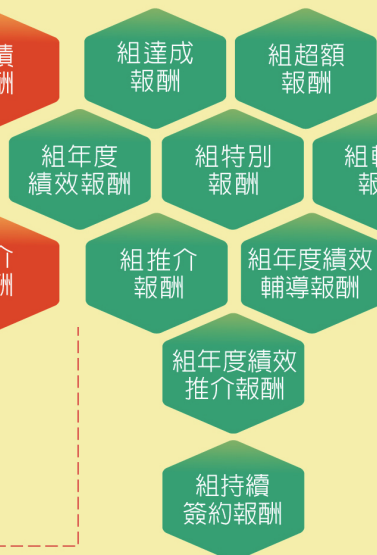 組達成
報酬
組超額
報酬
組年度
績效報酬
組特別
報酬
組推介
報酬
組年度績效
輔導報酬
組年度績效
推介報酬
組持續
簽約報酬